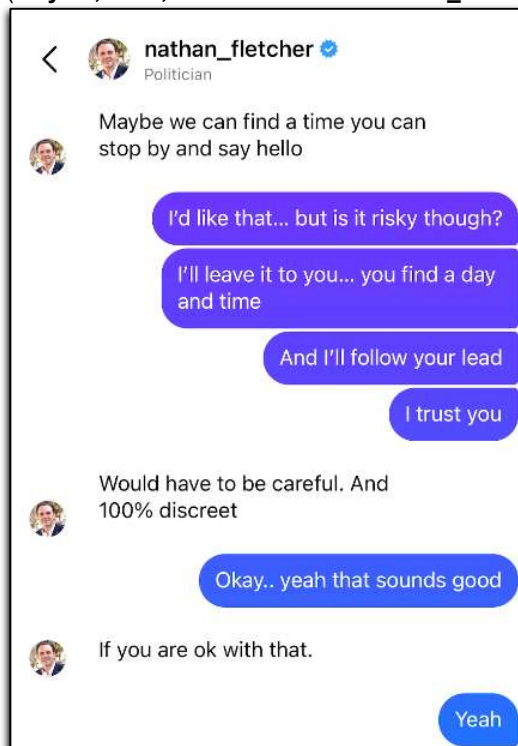 nathan_fletcher
Politician
Maybe we can find a time you can
stop by and say hello
I'd like that... but is it risky though?
I'll leave it to you... you find a day
and time
And I'll follow your lead
I trust you
Would have to be careful. And
100% discreet
Okay.. yeah that sounds good
If you are ok with that.
Yeah